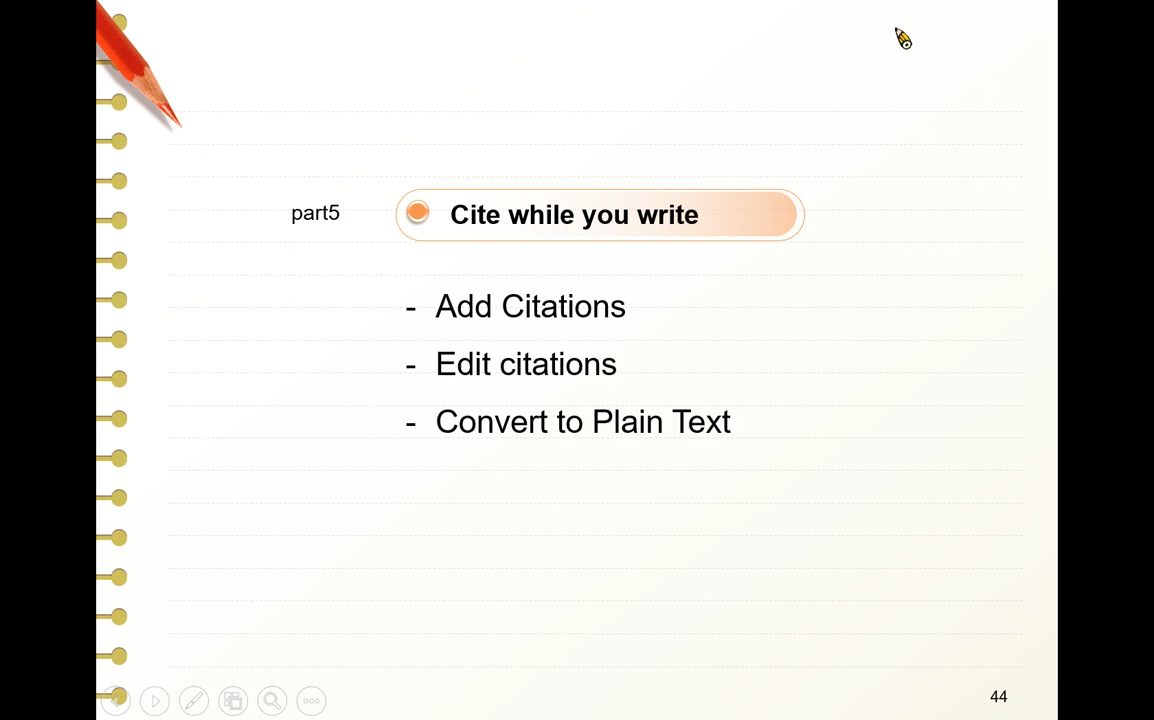 part5
Cite while you write
- Add Citations
- Edit citations
- Convert to Plain Text
44